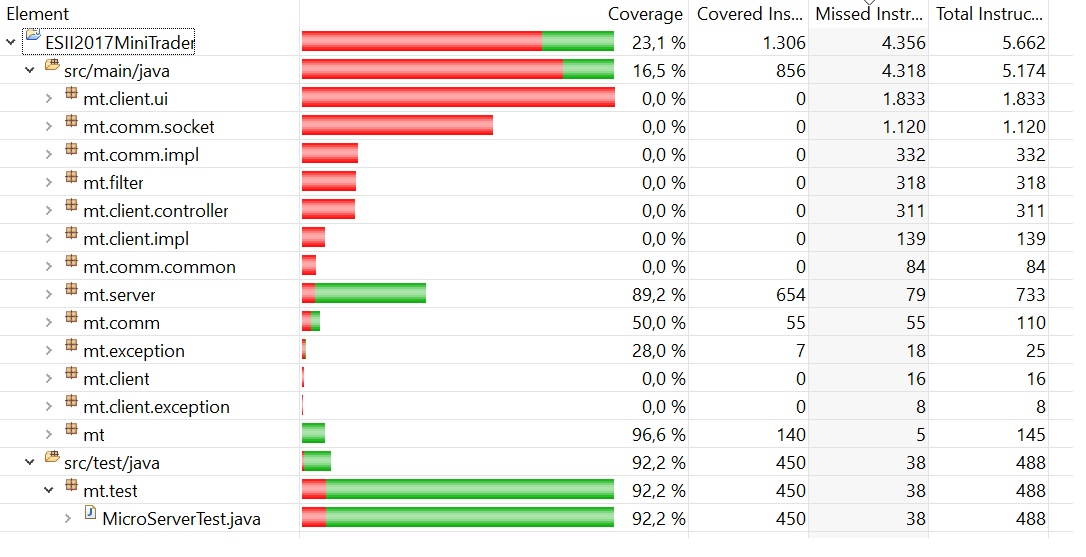 Element Coverage Covered Ins... Missed Instr... Total Instruc...
ESII2017MiniTrader 23,1 % 1.306 4.356 5.662
src/main/java 16,5 % 856 4.318 5.174
mt.client.ui 0,0 % 0 1.833 1.833
mt.comm.socket 0,0 % 0 1.120 1.120
mt.comm.impl 0,0 % 0 332 332
mt.filter 0,0 % 0 318 318
mt.client.controller 0,0 % 0 311 311
mt.client.impl 0,0 % 0 139 139
mt.comm.common 0,0 % 0 84 84
mt.server 89,2 % 654 79 733
mt.comm 50,0 % 55 55 110
mt.exception 28,0 % 7 18 25
mt.client 0,0 % 0 16 16
mt.client.exception 0,0 % 0 8 8
mt 96,6 % 140 5 145
src/test/java 92,2 % 450 38 488
mt.test 92,2 % 450 38 488
MicroServerTest.java 92,2 % 450 38 488